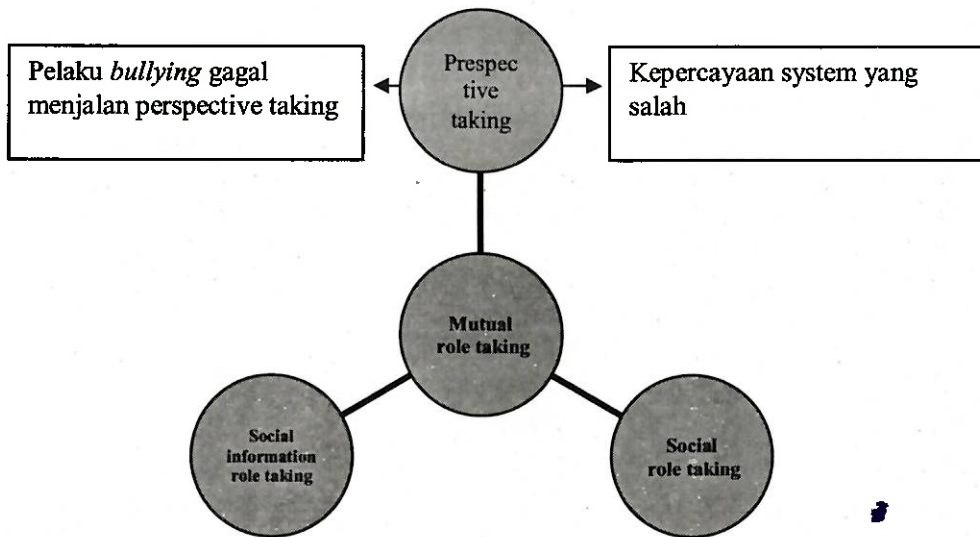 Pelaku bullying gagal
menjalan perspective taking
Prespec
tive
taking
Kepercayaan system yang
salah
Mutual
role taking
Social
information
role taking
Social
role taking